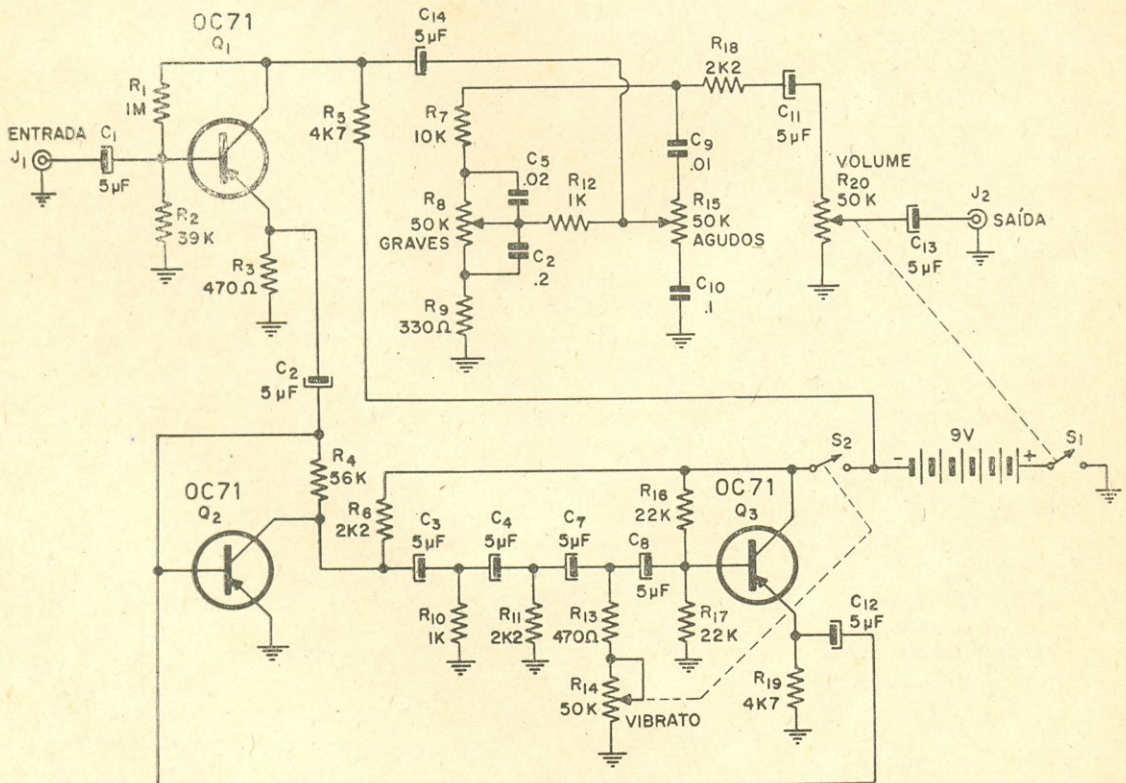 OC71
Q1
R1
1M
ENTRADA
J1
C1
5µF
R2
39K
R3
470Ω
C2
5µF
R5
4K7
C14
5µF
R7
10K
R8
50K
GRAVES
C5
.02
C2
.2
R9
330Ω
R12
1K
R18
2K2
C9
.01
R15
50K
AGUDOS
C10
.1
C11
5µF
VOLUME
R20
50K
C13
5µF
J2
SAÍDA
OC71
Q2
R4
56K
R6
2K2
C3
5µF
R10
1K
C4
5µF
R11
2K2
C7
5µF
R13
470Ω
R14
50K
VIBRATO
C8
5µF
R16
22K
R17
22K
OC71
Q3
S2
R19
4K7
C12
5µF
9V
- +
S1